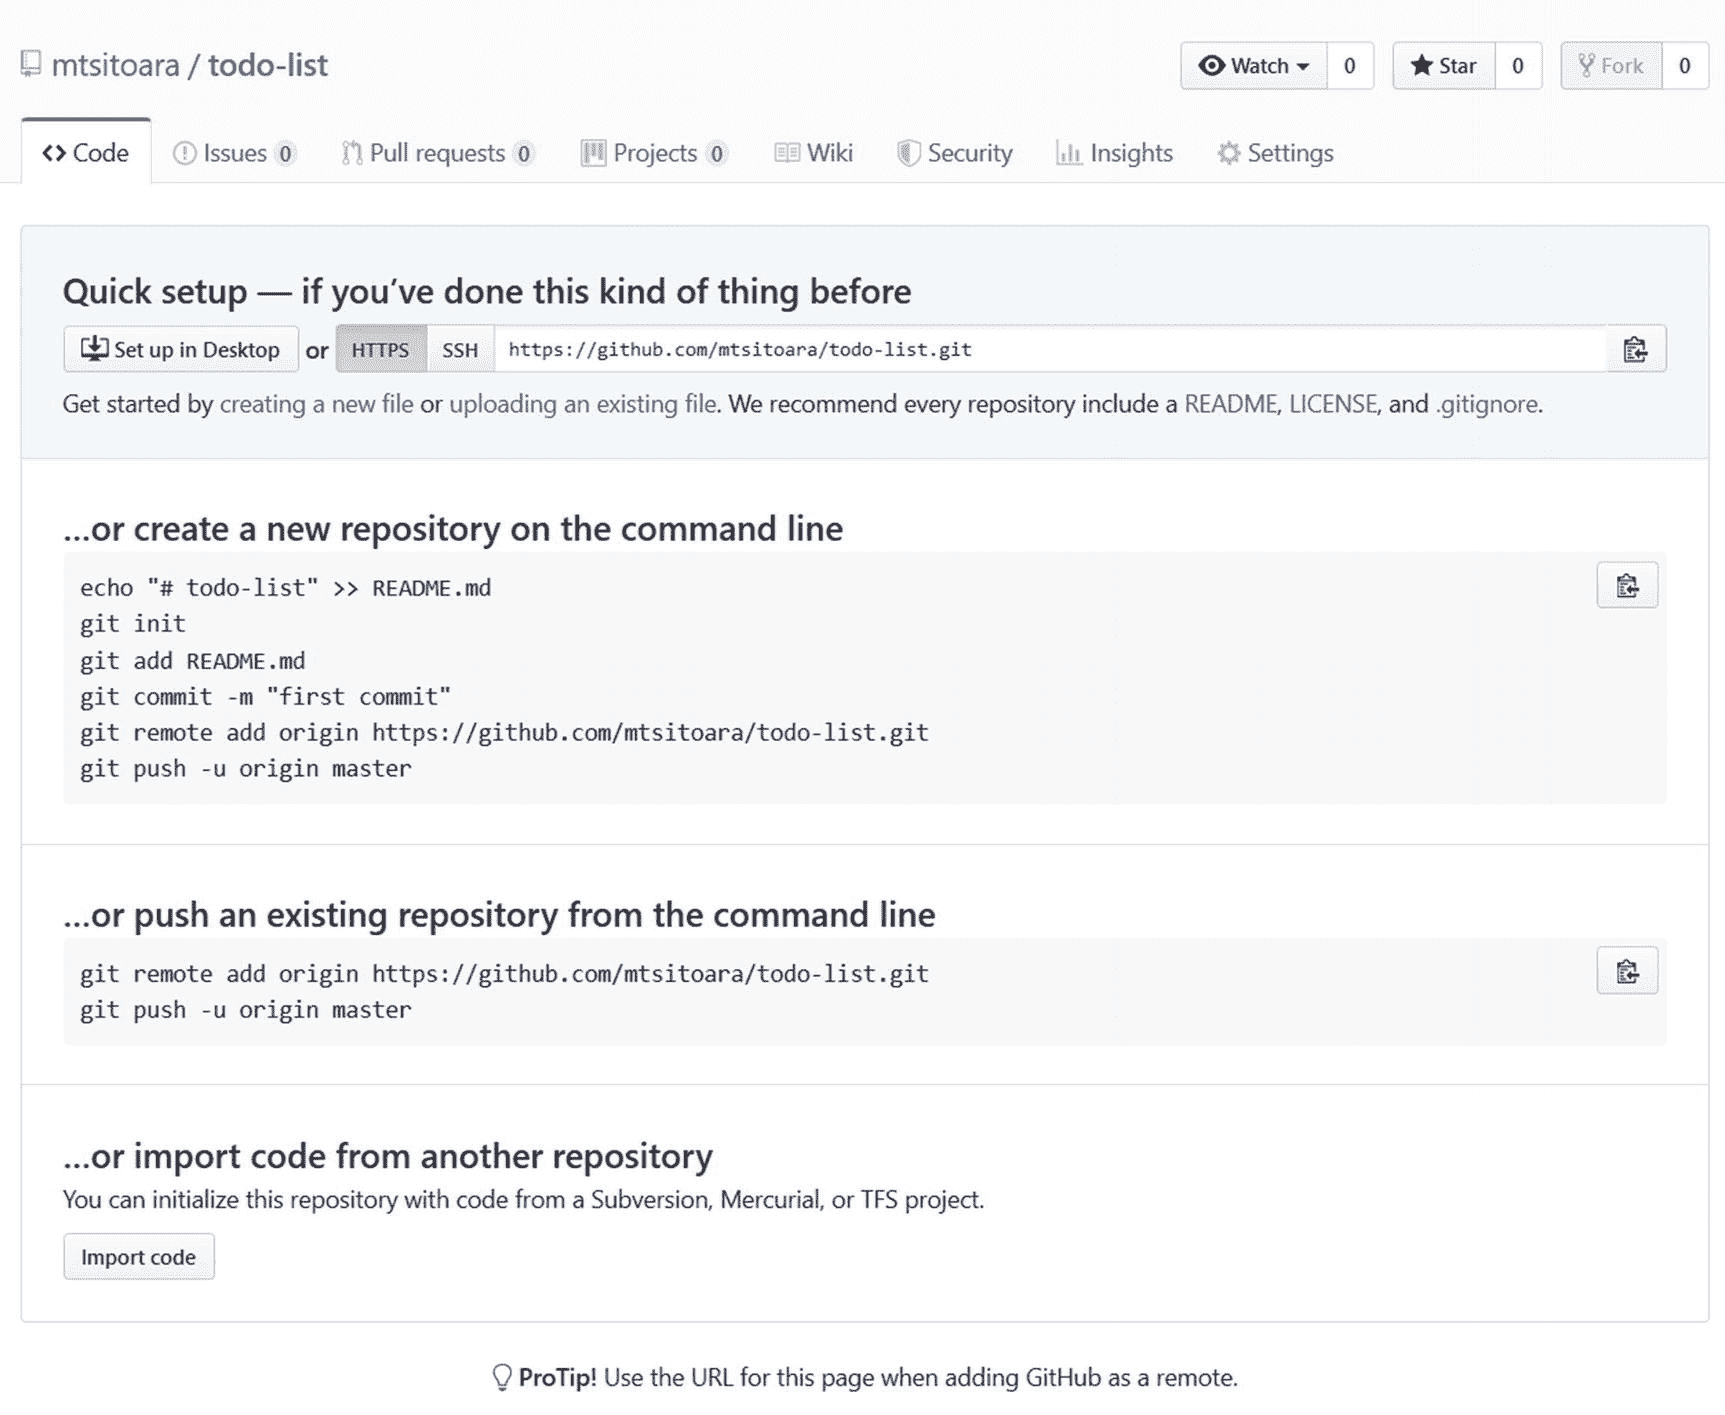 mtsitoara / todo-list
Watch 0 Star 0 Fork 0
Code Issues 0 Pull requests 0 Projects 0 Wiki Security Insights Settings
Quick setup — if you’ve done this kind of thing before
Set up in Desktop or HTTPS SSH https://github.com/mtsitoara/todo-list.git
Get started by creating a new file or uploading an existing file. We recommend every repository include a README, LICENSE, and .gitignore.
...or create a new repository on the command line
echo "# todo-list" >> README.md
git init
git add README.md
git commit -m "first commit"
git remote add origin https://github.com/mtsitoara/todo-list.git
git push -u origin master
...or push an existing repository from the command line
git remote add origin https://github.com/mtsitoara/todo-list.git
git push -u origin master
...or import code from another repository
You can initialize this repository with code from a Subversion, Mercurial, or TFS project.
Import code
ProTip! Use the URL for this page when adding GitHub as a remote.